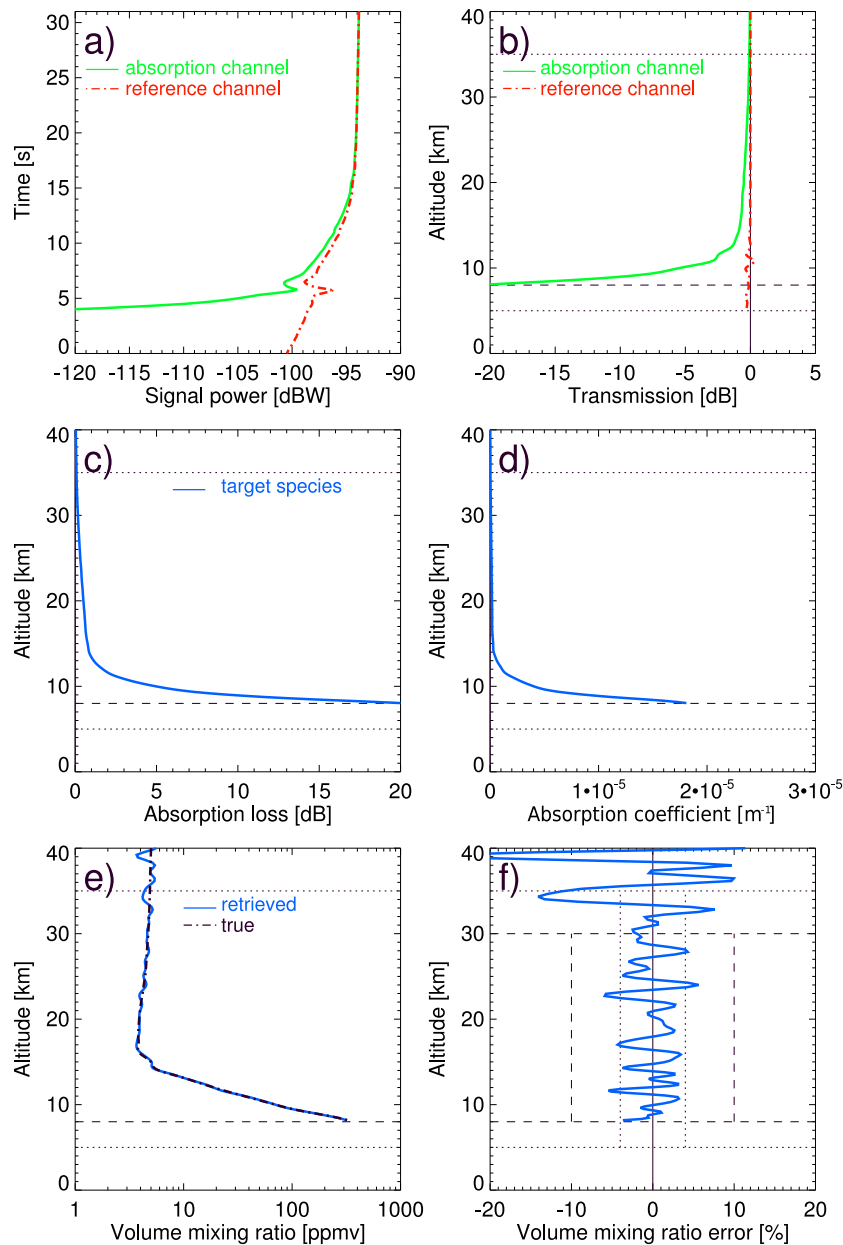 a)
absorption channel
reference channel
Time [s]
30
20
10
5
0
-120 -115 -110 -105 -100 -95 -90
Signal power [dBW]
b)
absorption channel
reference channel
Altitude [km]
40
30
20
10
0
-20 -15 -10 -5 0 5
Transmission [dB]
c)
target species
Altitude [km]
40
30
20
10
0
0 5 10 15 20
Absorption loss [dB]
d)
Altitude [km]
40
30
20
10
0
0 1•10⁻⁵ 2•10⁻⁵ 3•10⁻⁵
Absorption coefficient [m⁻¹]
e)
retrieved
true
Altitude [km]
40
30
20
10
0
1 10 100 1000
Volume mixing ratio [ppmv]
f)
Altitude [km]
40
30
20
10
0
-20 -10 0 10 20
Volume mixing ratio error [%]